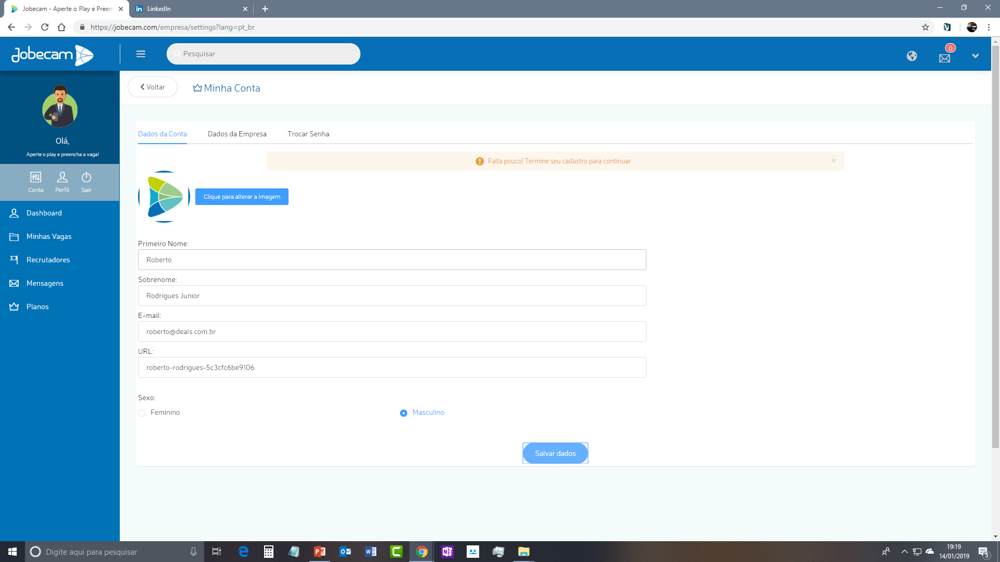 Jobecam - Aperte o Play e Preen
LinkedIn
https://jobecam.com/empresa/settings?lang=pt_br
Jobecam
Pesquisar
0
Voltar
Minha Conta
Olá,
Aperte o play e preencha a vaga!
Conta
Perfil
Sair
Dashboard
Minhas Vagas
Recrutadores
Mensagens
Planos
Dados da Conta
Dados da Empresa
Trocar Senha
Falta pouco! Termine seu cadastro para continuar
Clique para alterar a imagem
Primeiro Nome:
Roberto
Sobrenome:
Rodrigues Junior
E-mail:
roberto@deals.com.br
URL:
roberto-rodrigues-5c3cfc6be9106
Sexo:
Feminino
Masculino
Salvar dados
Digite aqui para pesquisar
19:19
14/01/2019
5